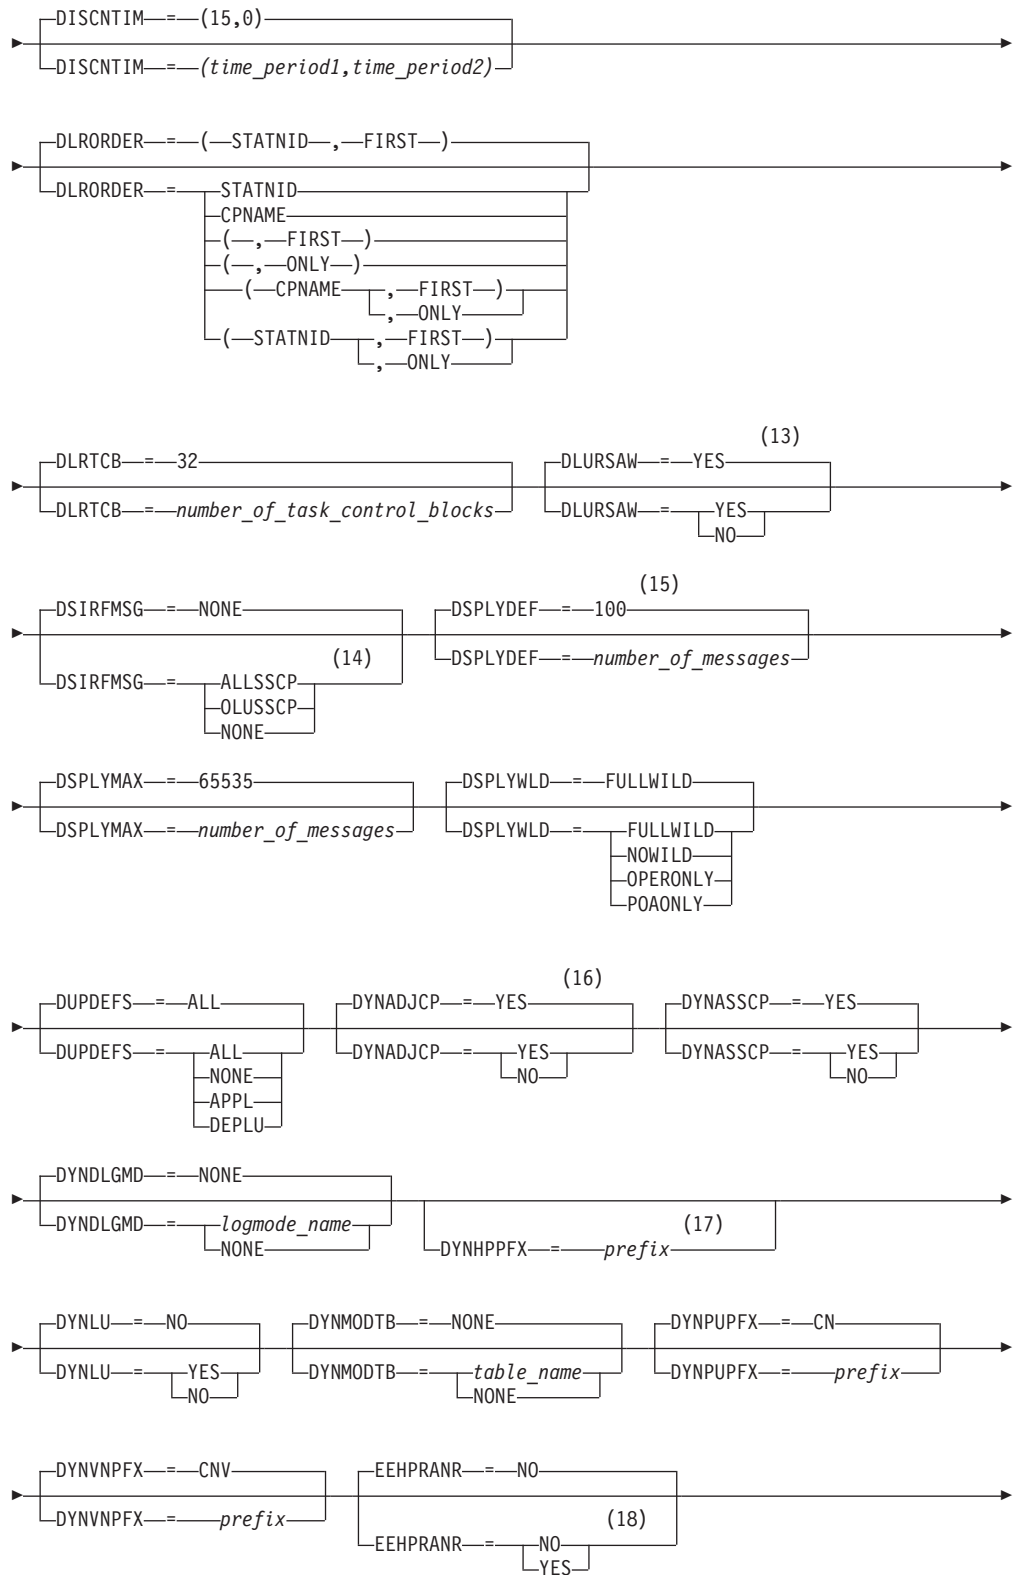 DISCNTIM = (15,0)
DISCNTIM = (time_period1,time_period2)
DLRORDER = ( STATNID , FIRST )
DLRORDER = STATNID
CPNAME
( , FIRST )
( , ONLY )
( CPNAME , FIRST )
, ONLY
( STATNID , FIRST )
, ONLY
(13)
DLRTCB = 32 DLURSAW = YES
DLRTCB = number_of_task_control_blocks DLURSAW = YES
NO
(15)
DSIRFMSG = NONE DSPLYDEF = 100
(14) DSPLYDEF = number_of_messages
DSIRFMSG = ALLSSCP
OLUSSCP
NONE
DSPLYMAX = 65535 DSPLYWLD = FULLWILD
DSPLYMAX = number_of_messages DSPLYWLD = FULLWILD
NOWILD
OPERONLY
POAONLY
(16)
DUPDEFS = ALL DYNADJCP = YES DYNASSCP = YES
DUPDEFS = ALL DYNADJCP = YES DYNASSCP = YES
NONE NO NO
APPL
DEPLU
DYNDLGMD = NONE
DYNDLGMD = logmode_name (17)
NONE DYNHPPFX = prefix
DYNLU = NO DYNMODTB = NONE DYNPUPFX = CN
DYNLU = YES DYNMODTB = table_name DYNPUPFX = prefix
NO NONE
DYNVNPFX = CNV EEHPRANR = NO
DYNVNPFX = prefix (18)
EEHPRANR = NO
YES